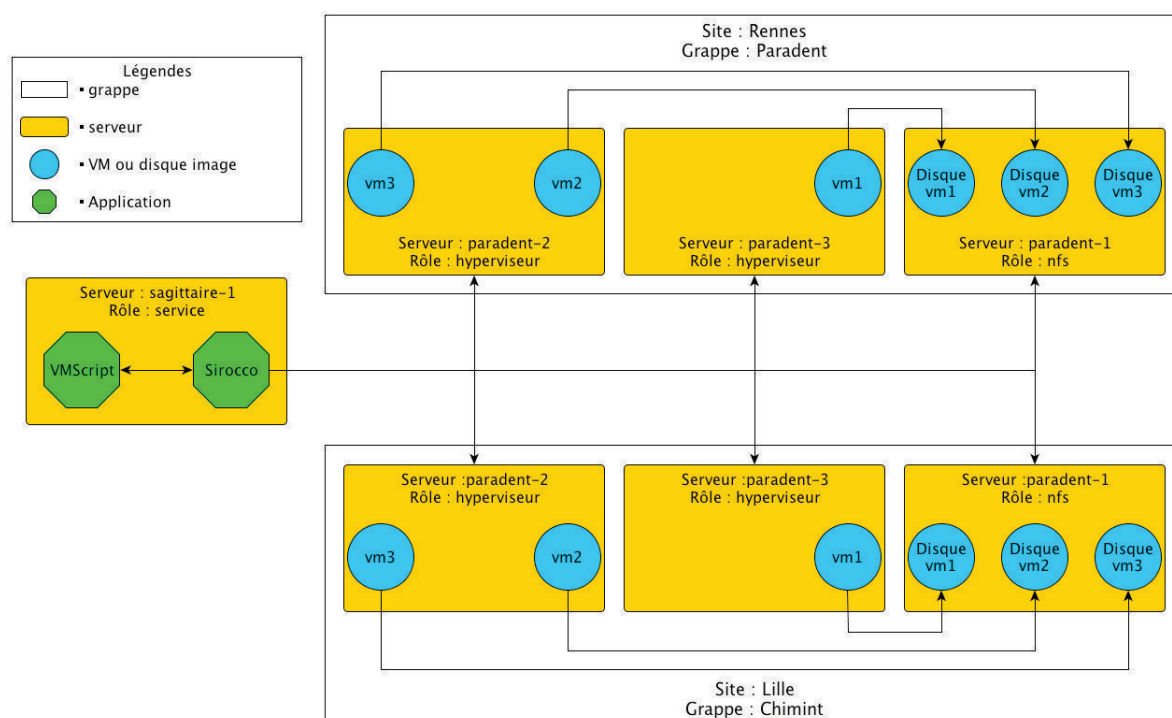 Site : Rennes
Grappe : Paradent
Légendes
▪ grappe
▪ serveur
▪ VM ou disque image
▪ Application
vm3
vm2
vm1
Disque
vm1
Disque
vm2
Disque
vm3
Serveur : paradent-2
Rôle : hyperviseur
Serveur : paradent-3
Rôle : hyperviseur
Serveur : paradent-1
Rôle : nfs
Serveur : sagittaire-1
Rôle : service
VMScript
Sirocco
Serveur :paradent-2
Rôle : hyperviseur
Serveur :paradent-3
Rôle : hyperviseur
Serveur :paradent-1
Rôle : nfs
vm3
vm2
vm1
Disque
vm1
Disque
vm2
Disque
vm3
Site : Lille
Grappe : Chimint